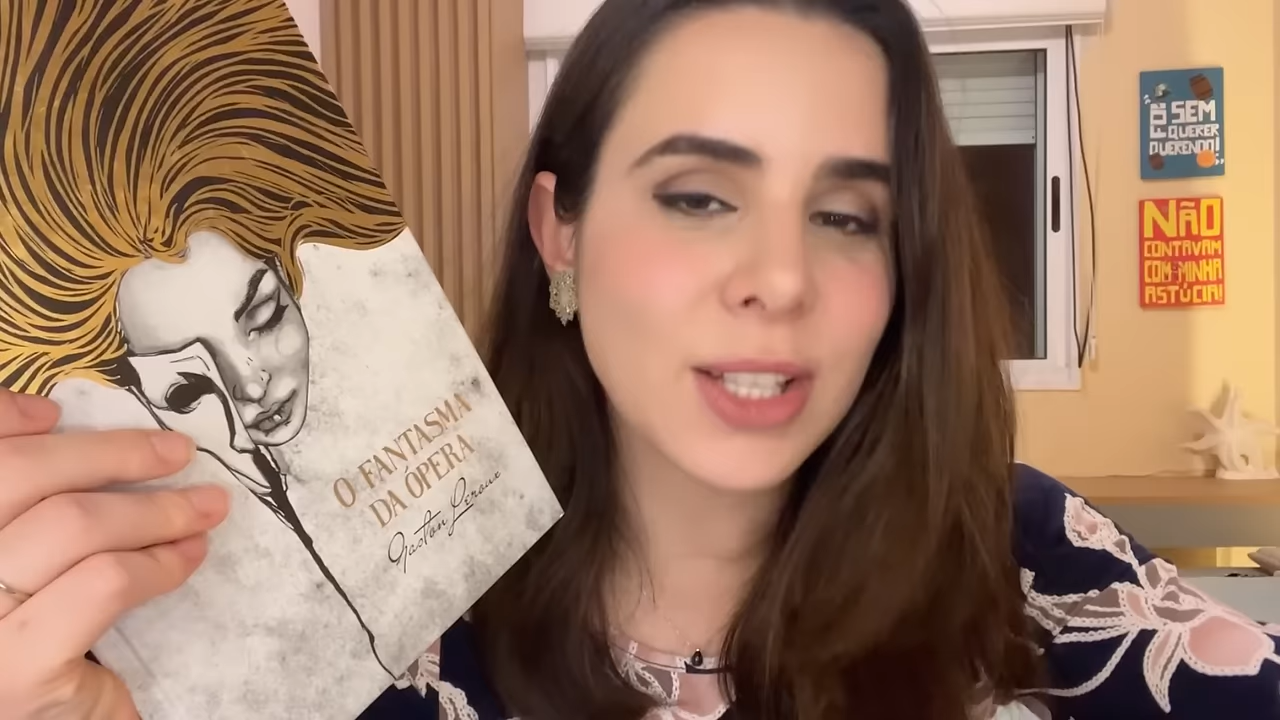 O FANTASMA
DA ÓPERA
Gaston Leroux
FOI
SEM
QUERER
QUERENDO!
NÃO
CONTAVAM
COM MINHA
ASTÚCIA!